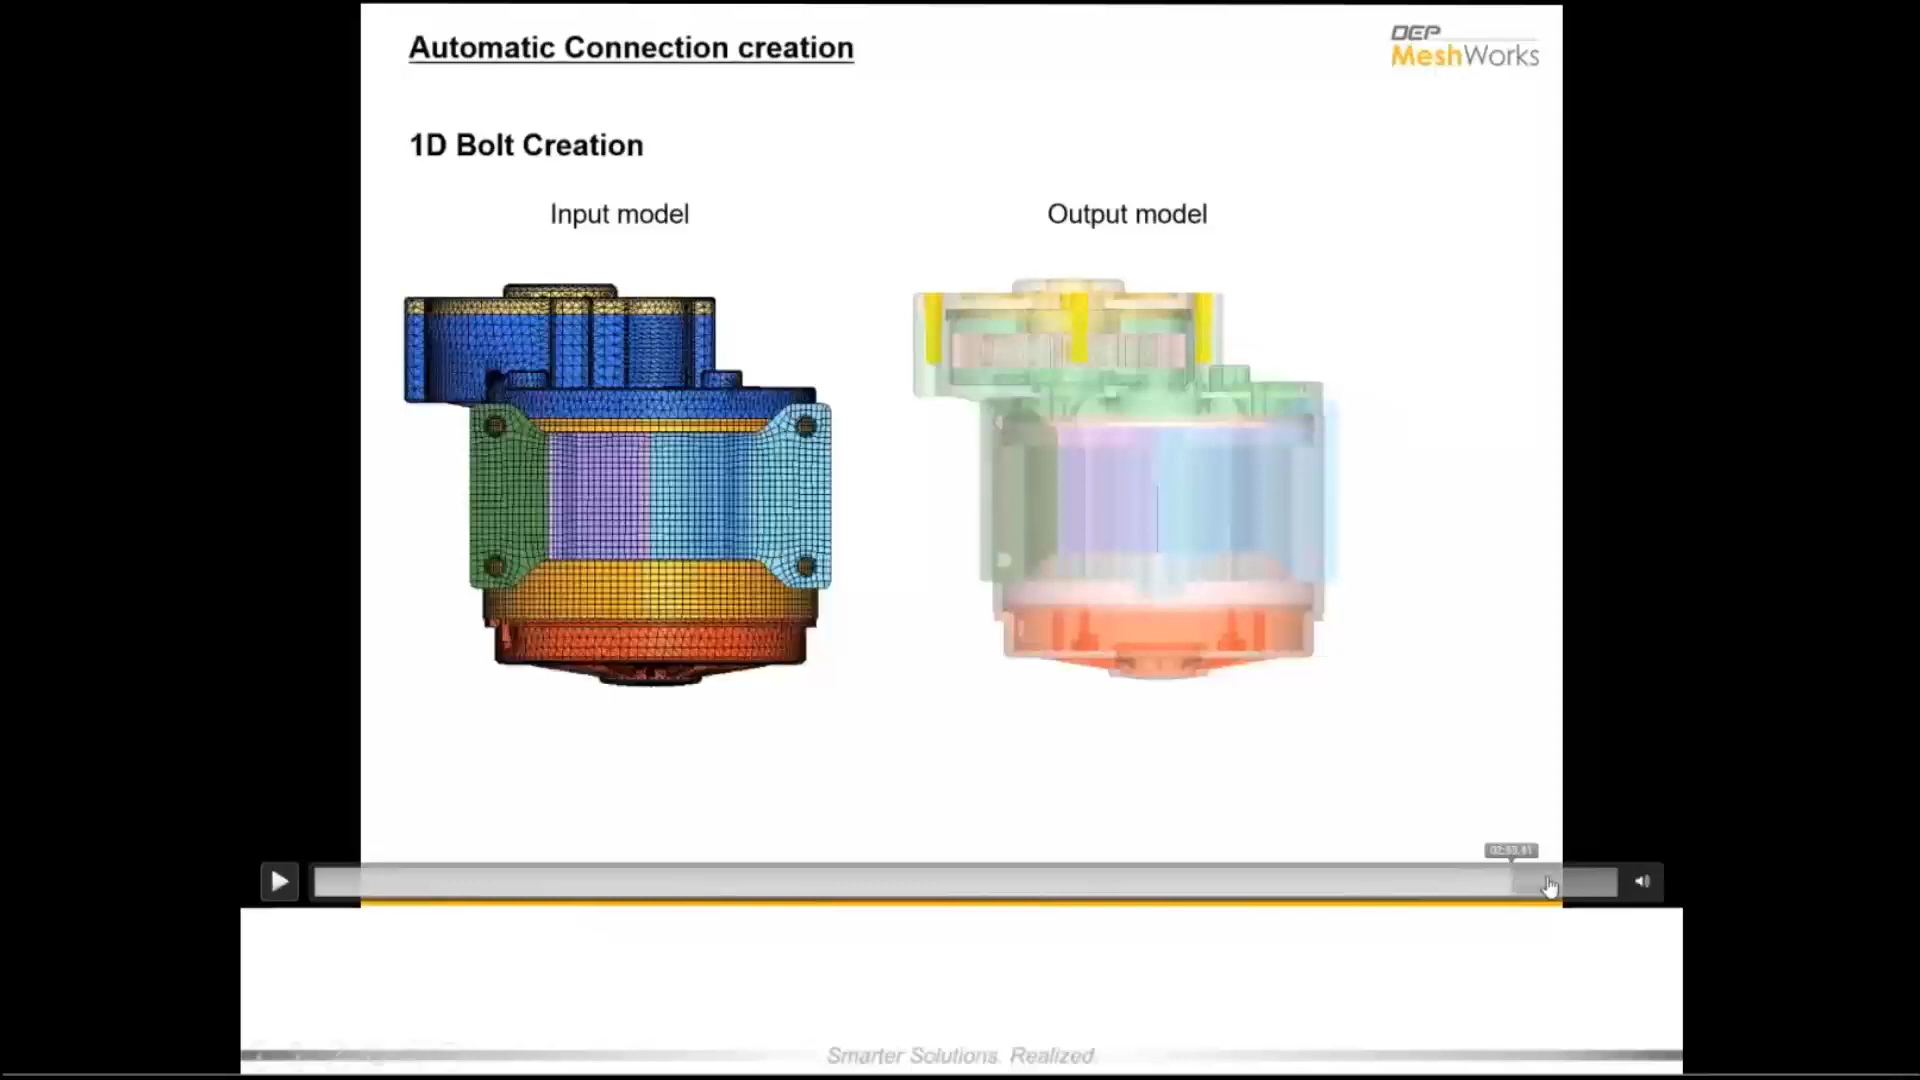 Automatic Connection creation
DEP
MeshWorks
1D Bolt Creation
Input model
Output model
Smarter Solutions. Realized.